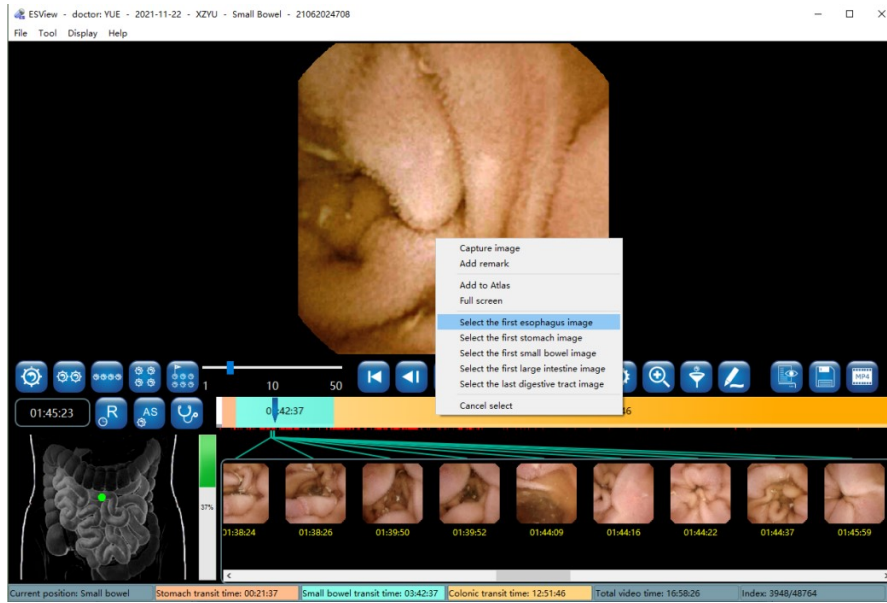 ESView - doctor: YUE - 2021-11-22 - XZYU - Small Bowel - 21062024708
File Tool Display Help
Capture image
Add remark
Add to Atlas
Full screen
Select the first esophagus image
Select the first stomach image
Select the first small bowel image
Select the first large intestine image
Select the last digestive tract image
Cancel select
1 10 50
MP4
01:45:23
R
AS
42:37
46
37%
01:38:24 01:38:26 01:39:50 01:39:52 01:44:09 01:44:16 01:44:22 01:44:37 01:45:59
Current position: Small bowel Stomach transit time: 00:21:37 Small bowel transit time: 03:42:37 Colonic transit time: 12:51:46 Total video time: 16:58:26 Index: 3948/48764